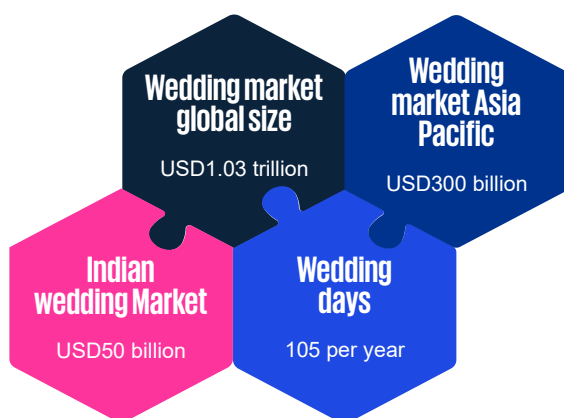 Wedding market
global size
USD1.03 trillion
Wedding
market Asia
Pacific
USD300 billion
Indian
wedding Market
USD50 billion
Wedding
days
105 per year